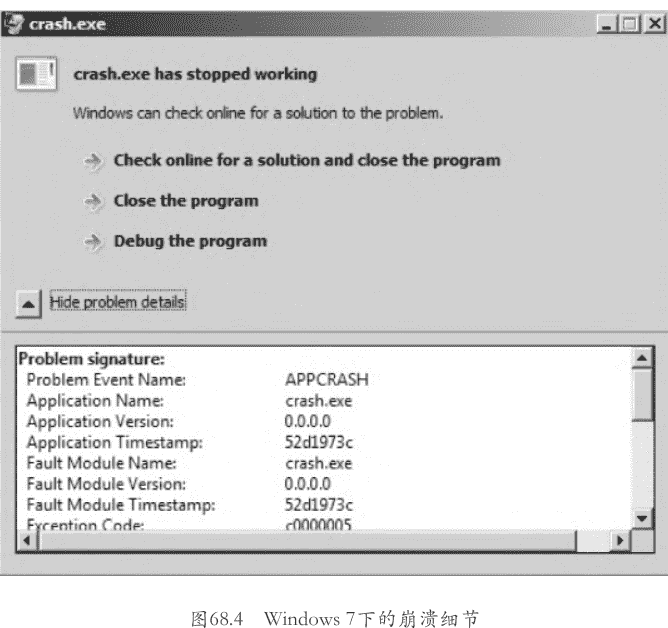 crash.exe
crash.exe has stopped working
Windows can check online for a solution to the problem.
Check online for a solution and close the program
Close the program
Debug the program
Hide problem details
Problem signature:
Problem Event Name: APPCRASH
Application Name: crash.exe
Application Version: 0.0.0.0
Application Timestamp: 52d1973c
Fault Module Name: crash.exe
Fault Module Version: 0.0.0.0
Fault Module Timestamp: 52d1973c
Exception Code: c0000005
图68.4 Windows 7下的崩溃细节